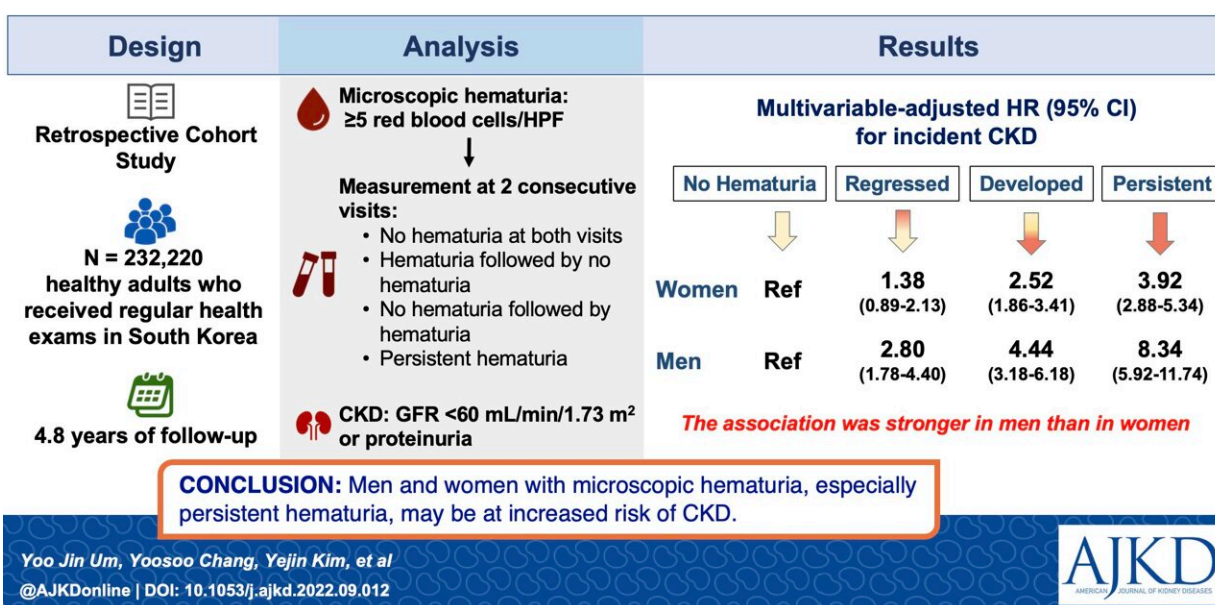 Design
Analysis
Results
Retrospective Cohort
Study
N = 232,220
healthy adults who
received regular health
exams in South Korea
4.8 years of follow-up
Microscopic hematuria:
≥5 red blood cells/HPF
Measurement at 2 consecutive
visits:
• No hematuria at both visits
• Hematuria followed by no
hematuria
• No hematuria followed by
hematuria
• Persistent hematuria
CKD: GFR <60 mL/min/1.73 m²
or proteinuria
Multivariable-adjusted HR (95% CI)
for incident CKD
No Hematuria Regressed Developed Persistent
Women Ref 1.38 2.52 3.92
(0.89-2.13) (1.86-3.41) (2.88-5.34)
Men Ref 2.80 4.44 8.34
(1.78-4.40) (3.18-6.18) (5.92-11.74)
The association was stronger in men than in women
CONCLUSION: Men and women with microscopic hematuria, especially
persistent hematuria, may be at increased risk of CKD.
Yoo Jin Um, Yoosoo Chang, Yejin Kim, et al
@AJKDonline | DOI: 10.1053/j.ajkd.2022.09.012
AJKD
AMERICAN JOURNAL OF KIDNEY DISEASES